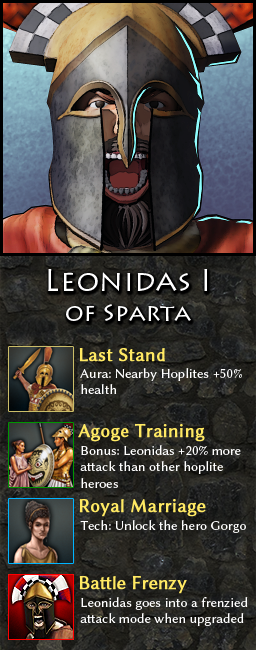 LEONIDAS I
OF SPARTA
Last Stand
Aura: Nearby Hoplites +50%
health
Agoge Training
Bonus: Leonidas +20% more
attack than other hoplite
heroes
Royal Marriage
Tech: Unlock the hero Gorgo
Battle Frenzy
Leonidas goes into a frenzied
attack mode when upgraded